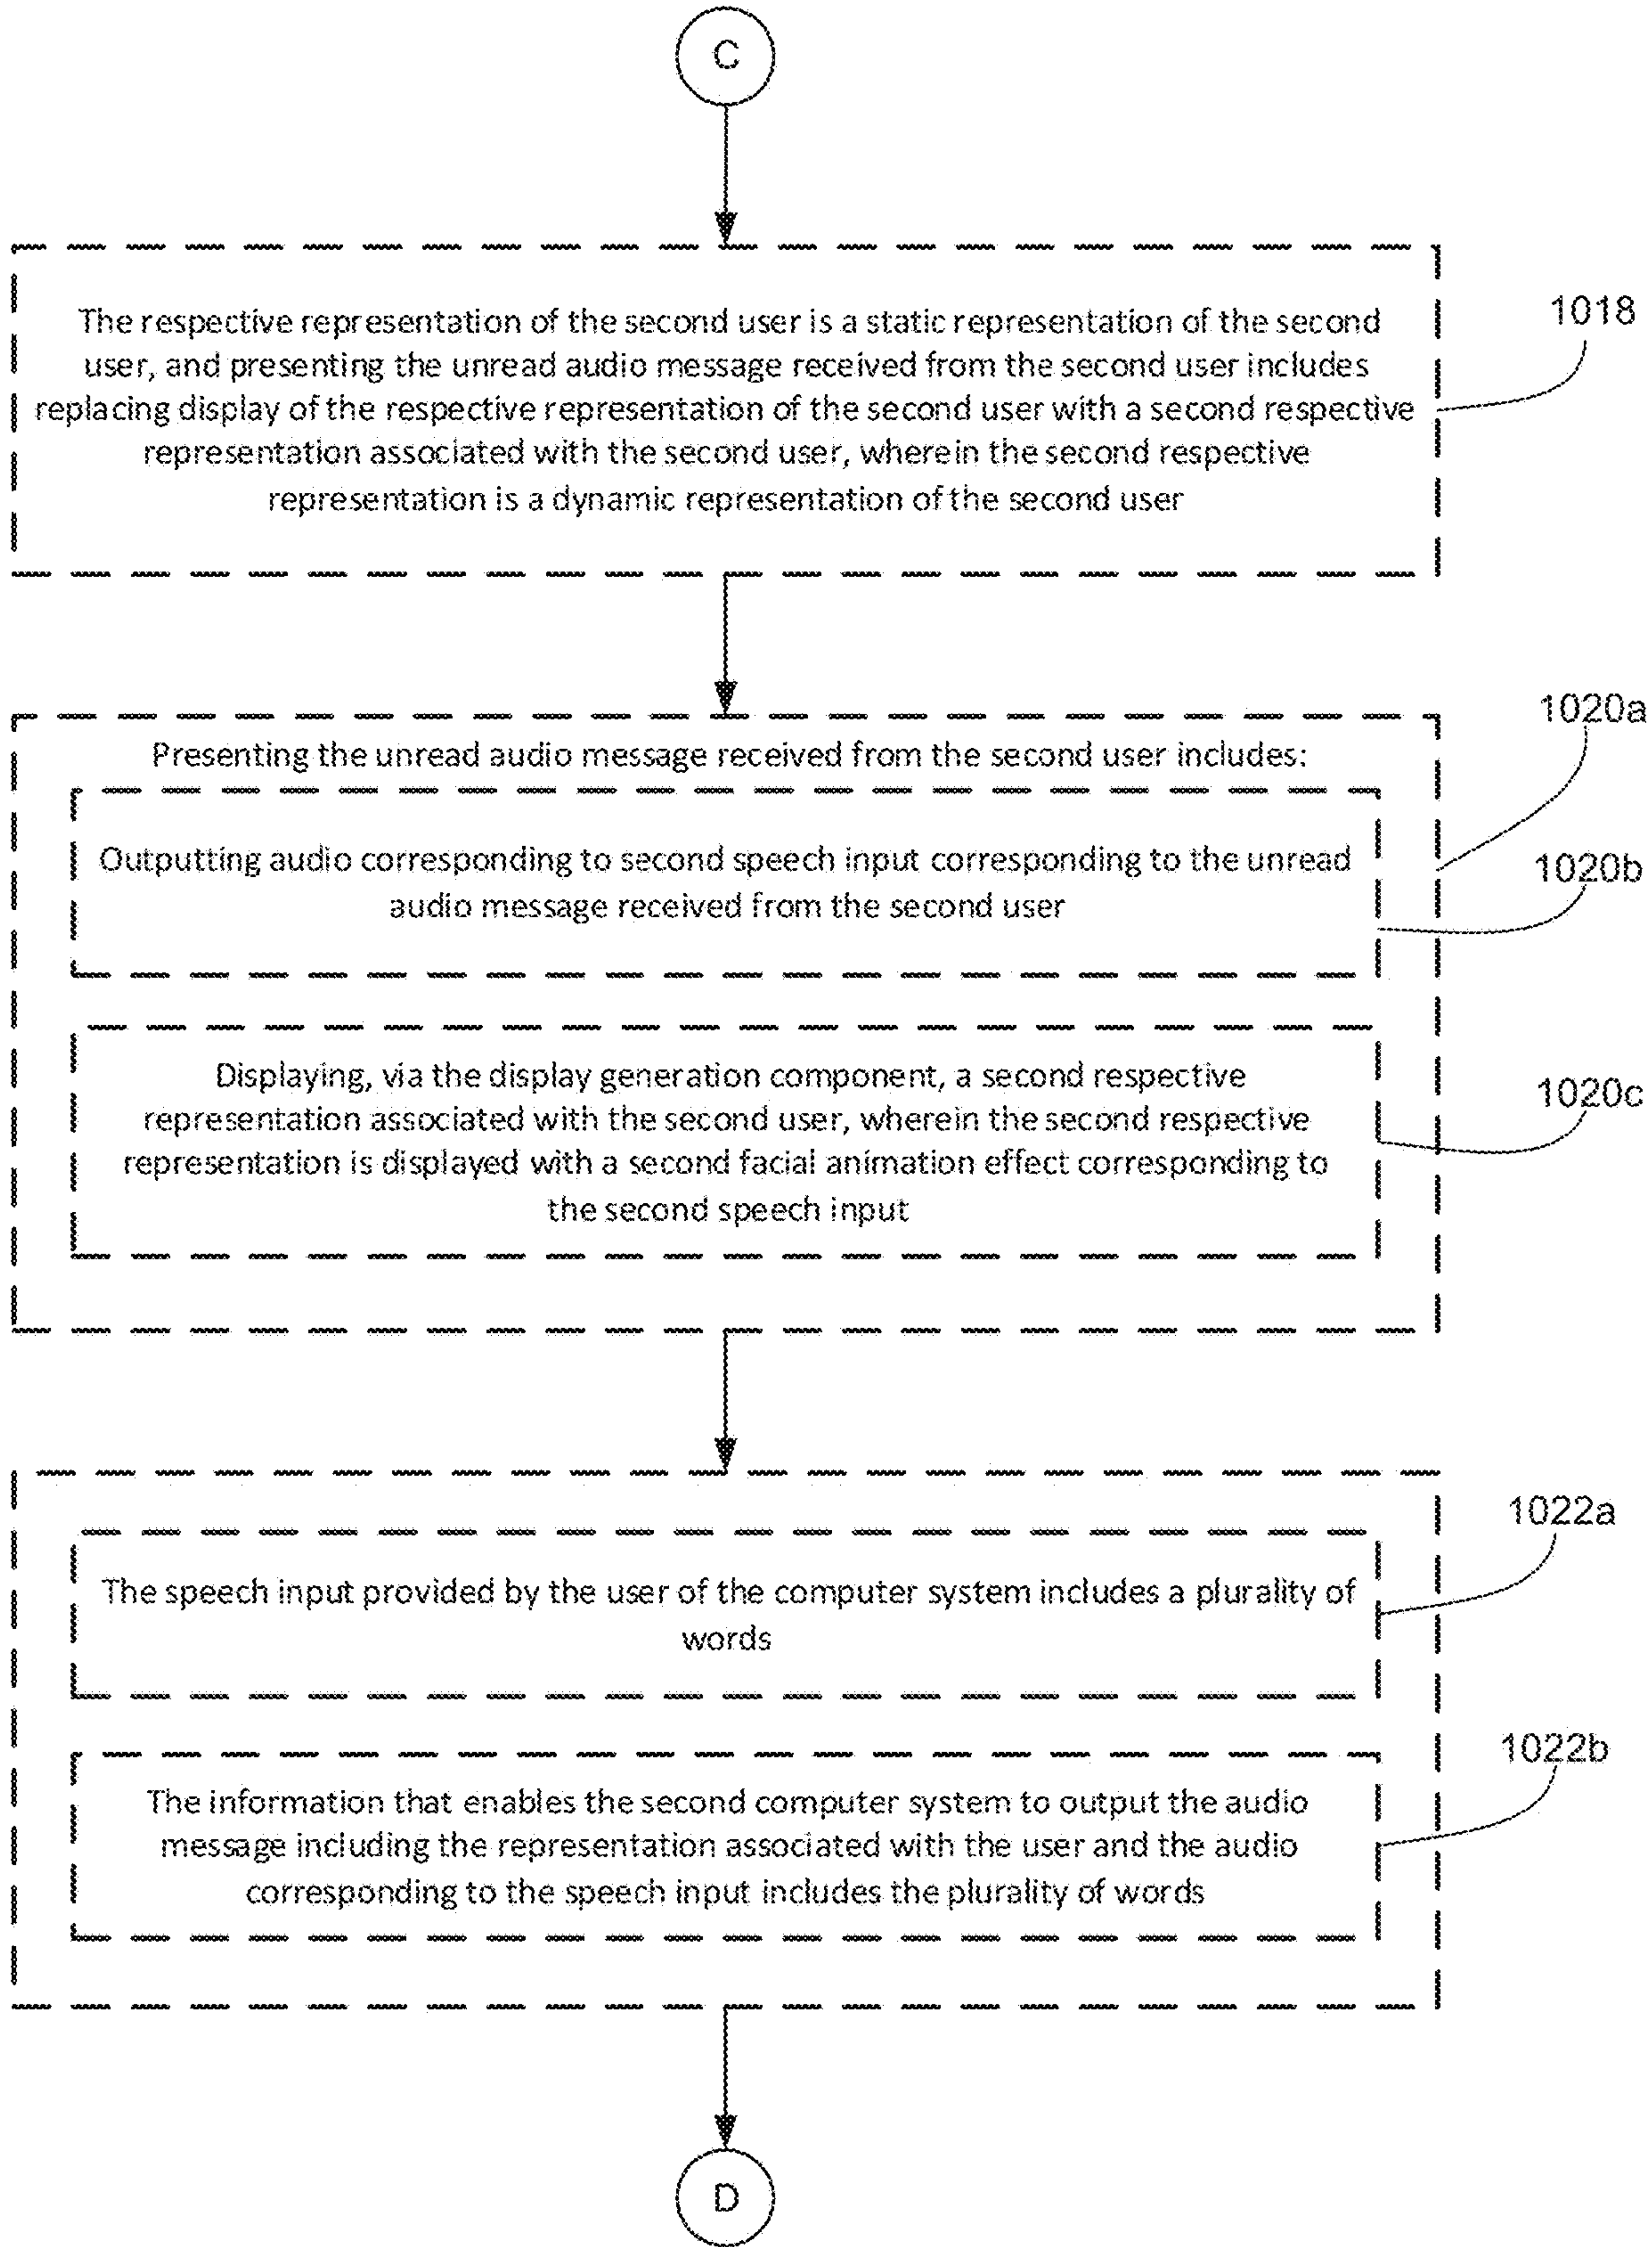 C
The respective representation of the second user is a static representation of the second
user, and presenting the unread audio message received from the second user includes
replacing display of the respective representation of the second user with a second respective
representation associated with the second user, wherein the second respective
representation is a dynamic representation of the second user
1018
Presenting the unread audio message received from the second user includes:
1020a
Outputting audio corresponding to second speech input corresponding to the unread
audio message received from the second user
1020b
Displaying, via the display generation component, a second respective
representation associated with the second user, wherein the second respective
representation is displayed with a second facial animation effect corresponding to
the second speech input
1020c
The speech input provided by the user of the computer system includes a plurality of
words
1022a
The information that enables the second computer system to output the audio
message including the representation associated with the user and the audio
corresponding to the speech input includes the plurality of words
1022b
D